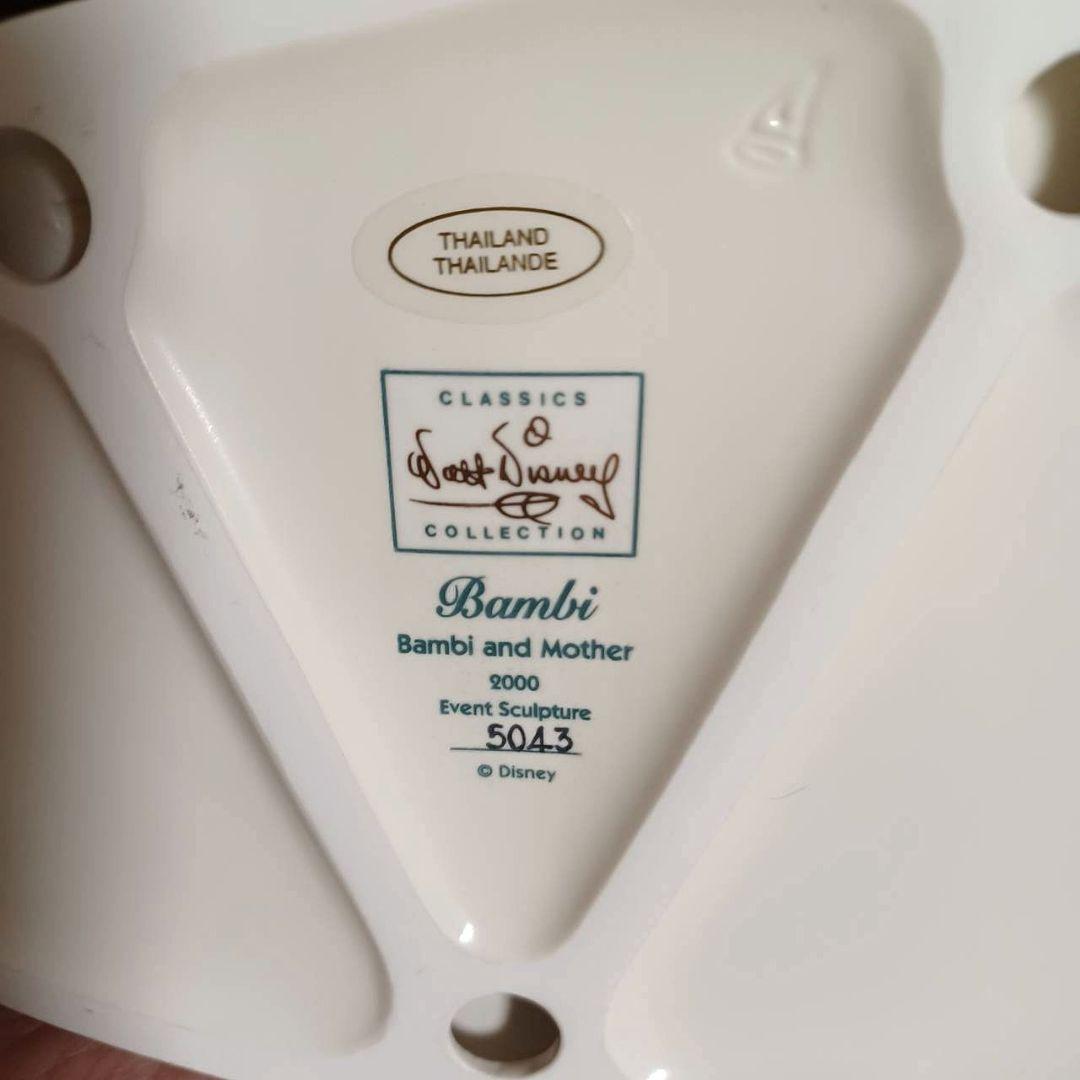 THAILAND
THAILANDE
CLASSICS
Walt Disney
COLLECTION
Bambi
Bambi and Mother
2000
Event Sculpture
5043
© Disney